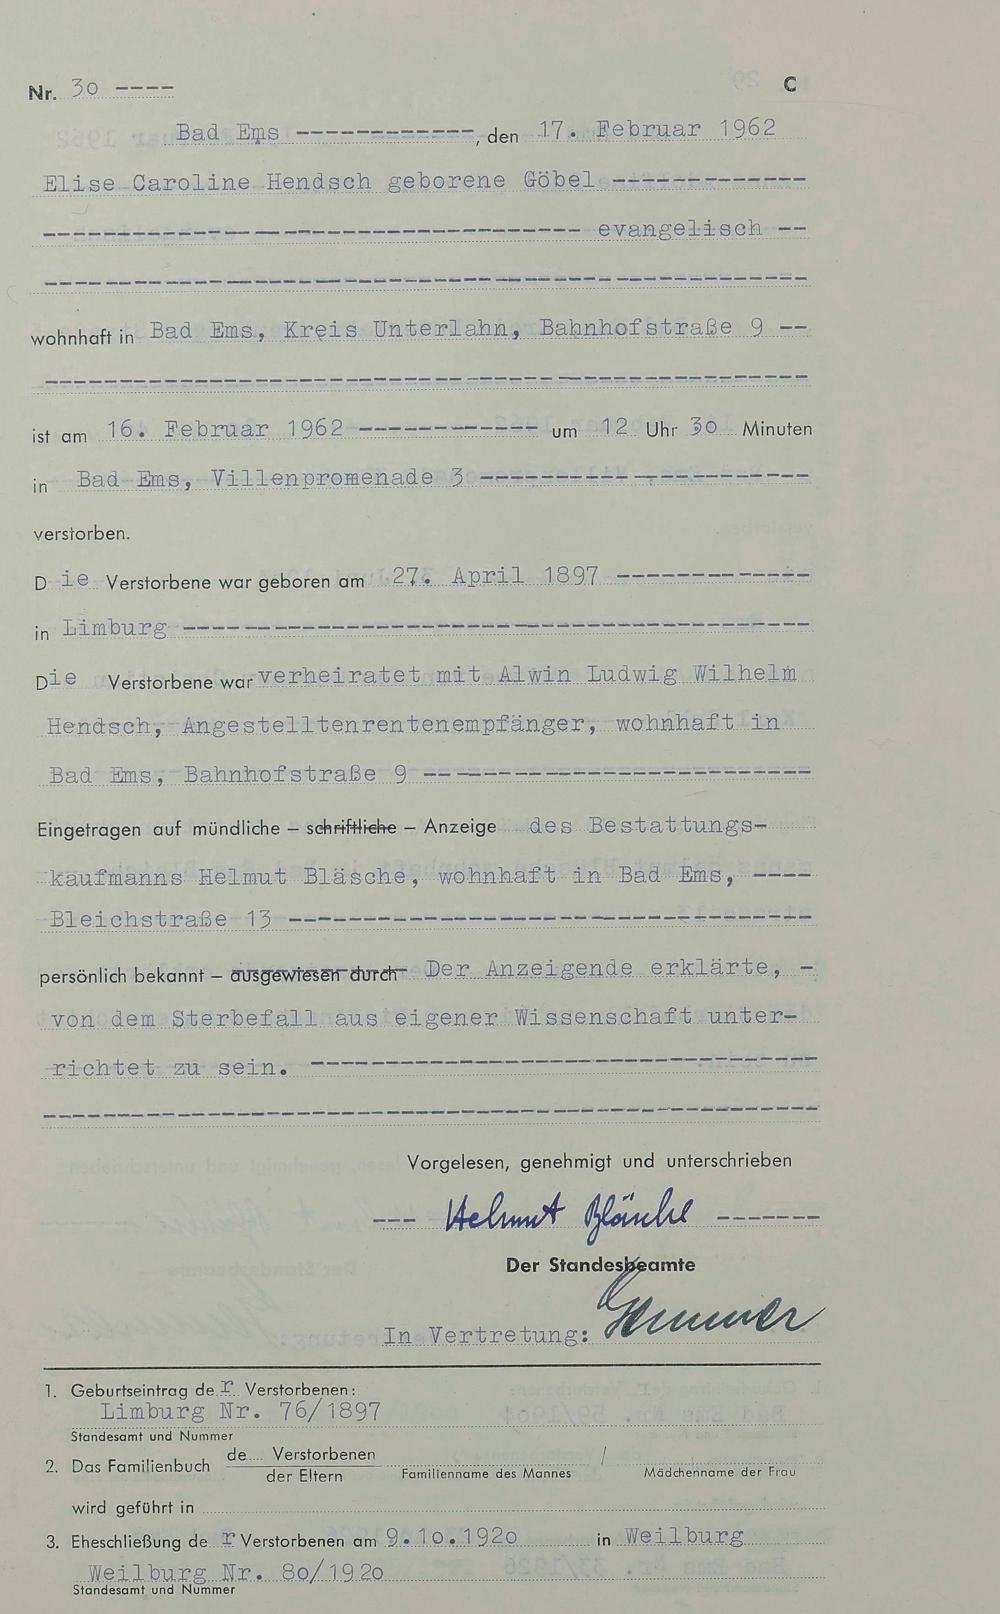 Nr. 30 ---- C
Bad Ems ------------, den 17. Februar 1962
Elise Caroline Hendsch geborene Göbel -------------
------------------------------------ evangelisch --
---------------------------------------------------
wohnhaft in Bad Ems, Kreis Unterlahn, Bahnhofstraße 9 --
---------------------------------------------------
ist am 16. Februar 1962 ------------ um 12 Uhr 30 Minuten
in Bad Ems, Villenpromenade 3 ----------------------
verstorben.
Die Verstorbene war geboren am 27. April 1897 -------------
in Limburg ------------------------------------------
Die Verstorbene war verheiratet mit Alwin Ludwig Wilhelm
Hendsch, Angestelltenrentenempfänger, wohnhaft in
Bad Ems, Bahnhofstraße 9 --------------------------
Eingetragen auf mündliche – schriftliche – Anzeige des Bestattungs-
kaufmanns Helmut Bläsche, wohnhaft in Bad Ems, ----
Bleichstraße 13 -----------------------------------
persönlich bekannt – ausgewiesen durch Der Anzeigende erklärte, -
von dem Sterbefall aus eigener Wissenschaft unter-
richtet zu sein. ----------------------------------
---------------------------------------------------
Vorgelesen, genehmigt und unterschrieben
--- Helmut Bläsche -------
Der Standesbeamte
In Vertretung:
1. Geburtseintrag der Verstorbenen:
Limburg Nr. 76/1897
Standesamt und Nummer
2. Das Familienbuch de.... Verstorbenen /
der Eltern Familienname des Mannes Mädchenname der Frau
wird geführt in
3. Eheschließung der Verstorbenen am 9.10.1920 in Weilburg
Weilburg Nr. 80/1920
Standesamt und Nummer